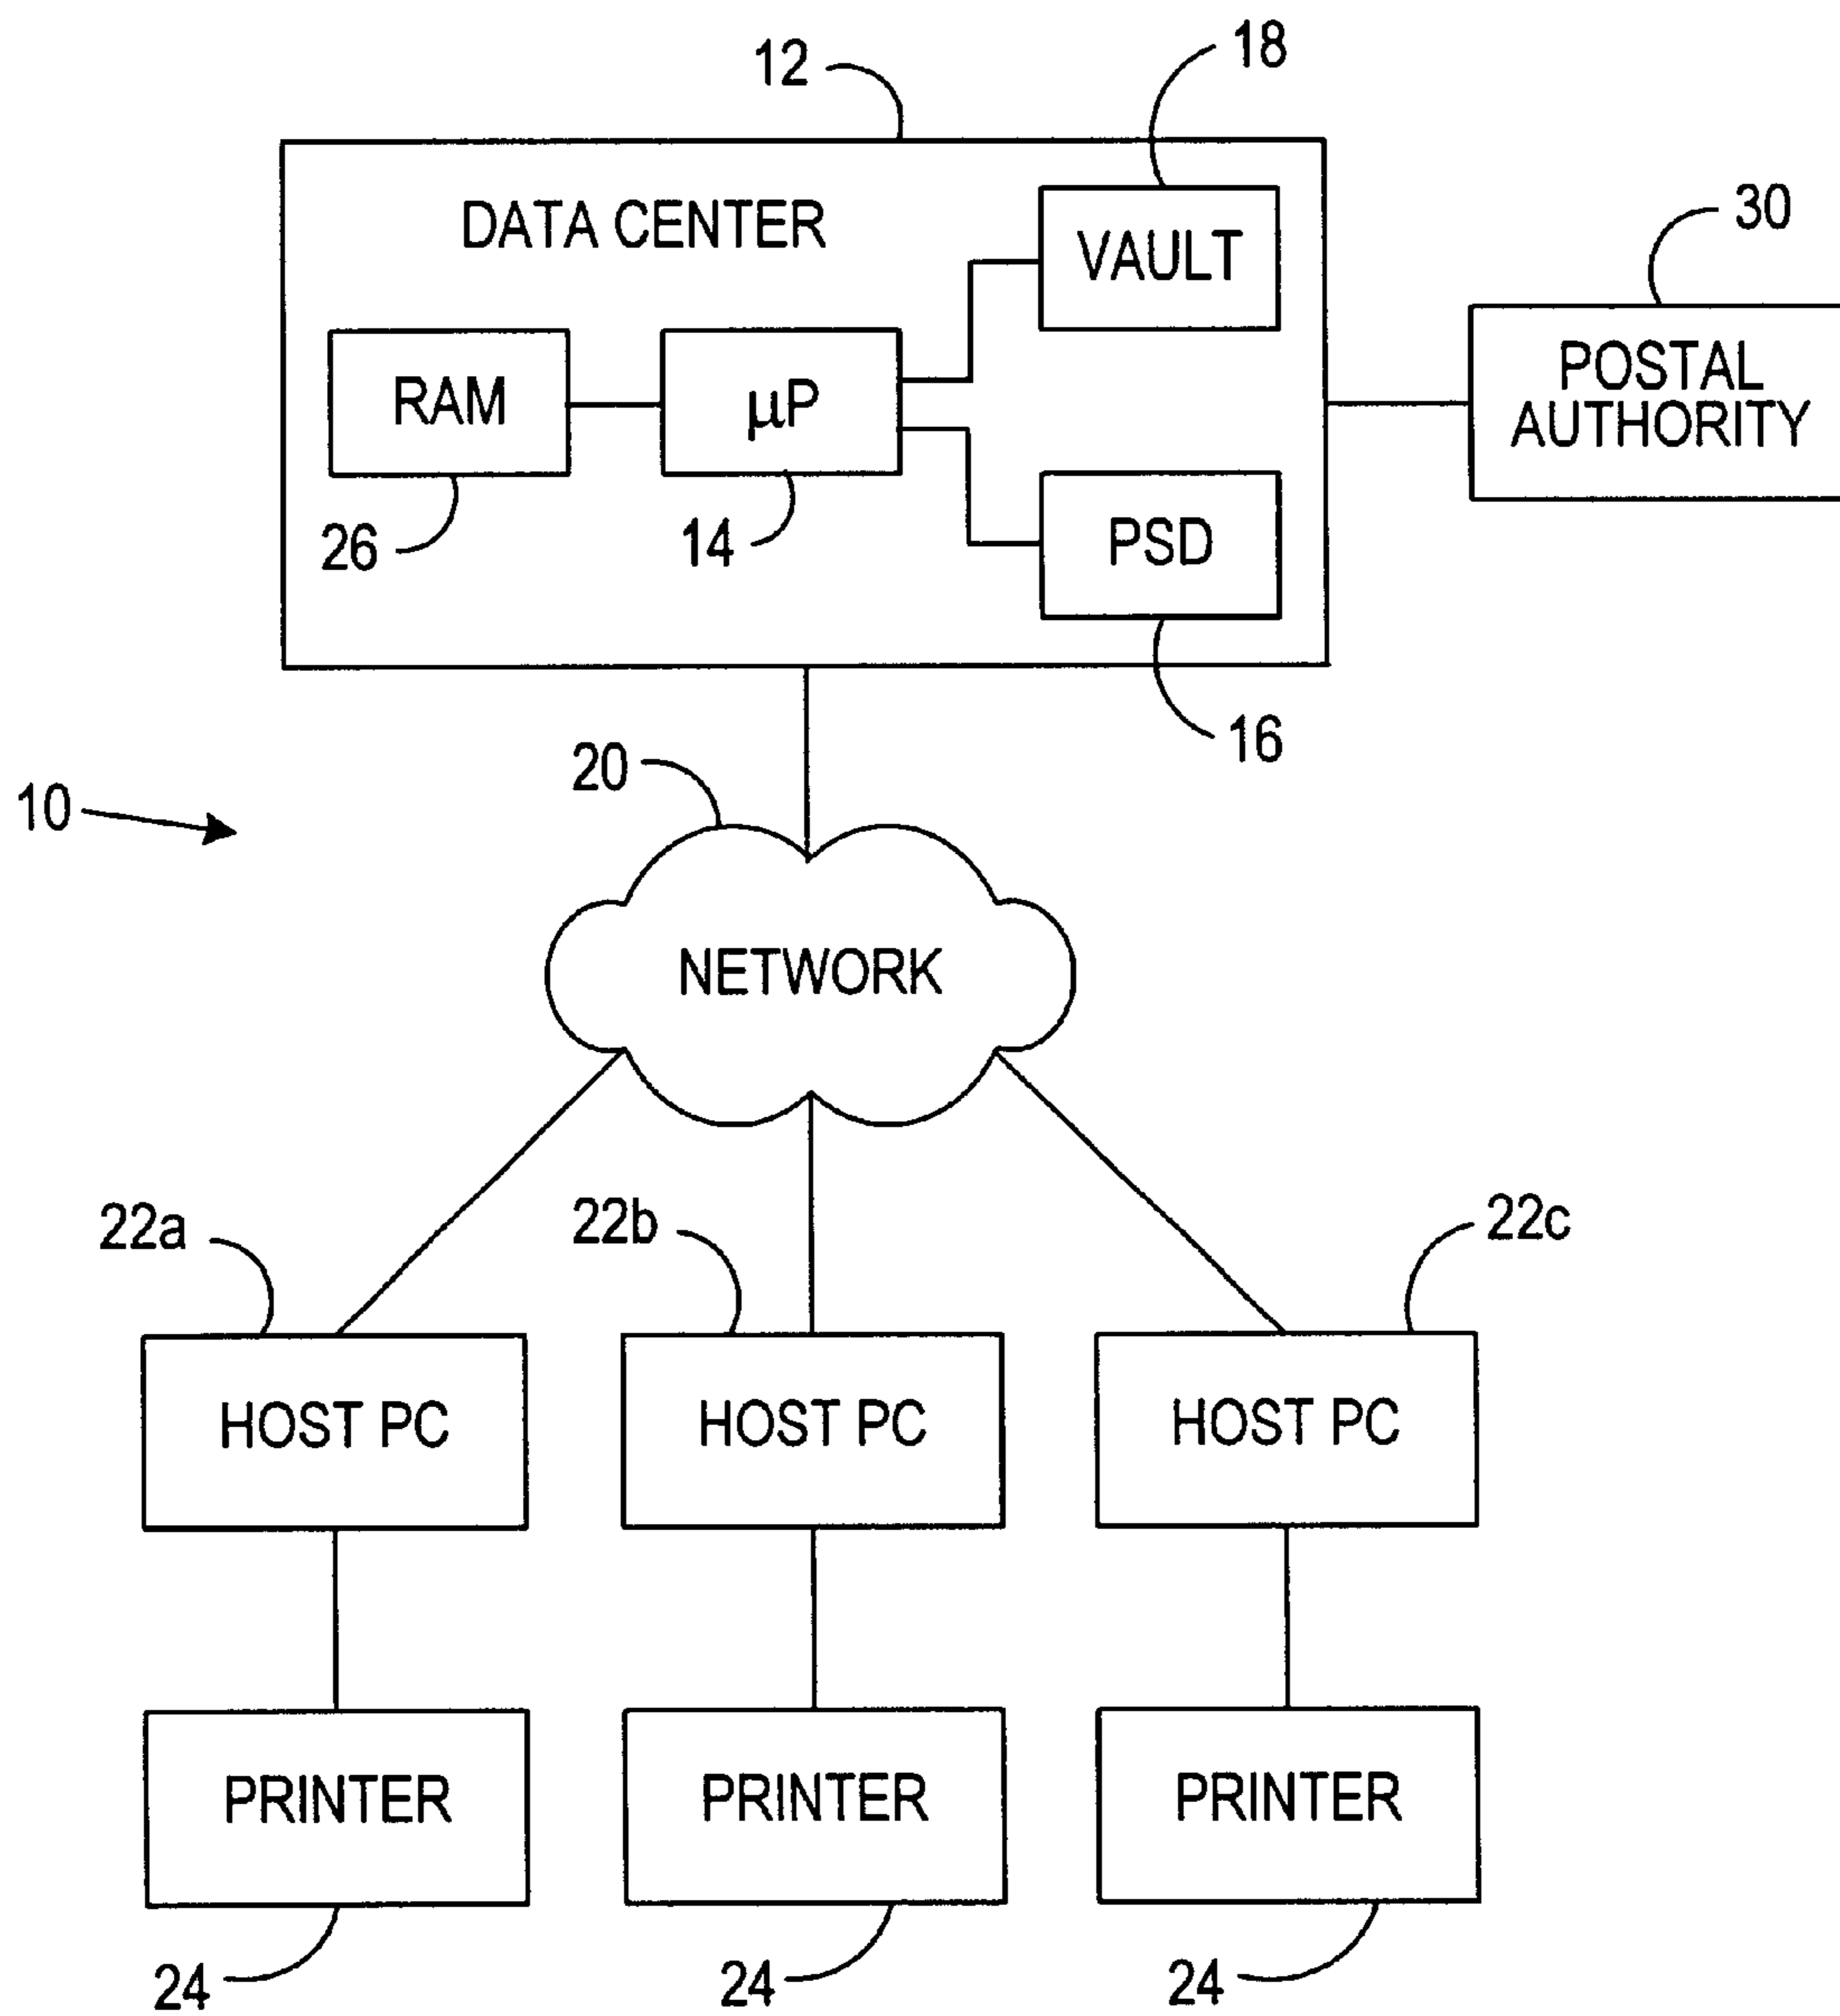 12
18
DATA CENTER
VAULT
30
POSTAL
AUTHORITY
RAM
µP
26
14
PSD
16
20
10
NETWORK
22a
22b
22c
HOST PC
HOST PC
HOST PC
PRINTER
PRINTER
PRINTER
24
24
24